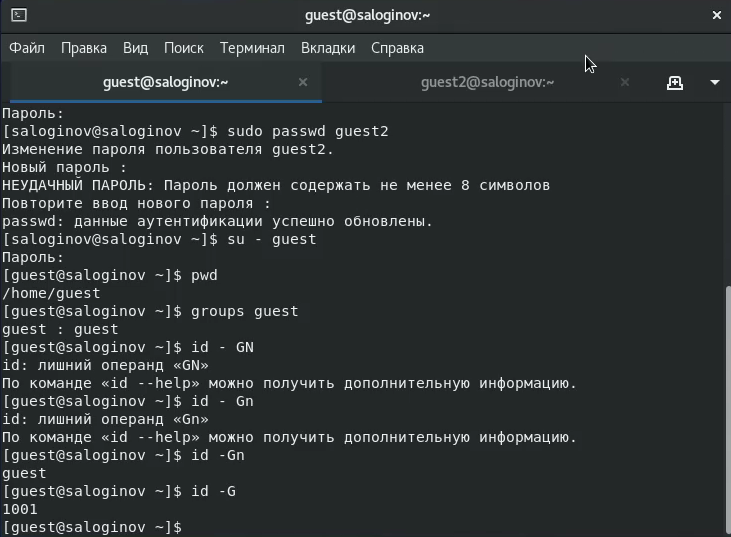 guest@saloginov:~
Файл Правка Вид Поиск Терминал Вкладки Справка
guest@saloginov:~ guest2@saloginov:~
Пароль:
[saloginov@saloginov ~]$ sudo passwd guest2
Изменение пароля пользователя guest2.
Новый пароль :
НЕУДАЧНЫЙ ПАРОЛЬ: Пароль должен содержать не менее 8 символов
Повторите ввод нового пароля :
passwd: данные аутентификации успешно обновлены.
[saloginov@saloginov ~]$ su - guest
Пароль:
[guest@saloginov ~]$ pwd
/home/guest
[guest@saloginov ~]$ groups guest
guest : guest
[guest@saloginov ~]$ id - GN
id: лишний операнд «GN»
По команде «id --help» можно получить дополнительную информацию.
[guest@saloginov ~]$ id - Gn
id: лишний операнд «Gn»
По команде «id --help» можно получить дополнительную информацию.
[guest@saloginov ~]$ id -Gn
guest
[guest@saloginov ~]$ id -G
1001
[guest@saloginov ~]$